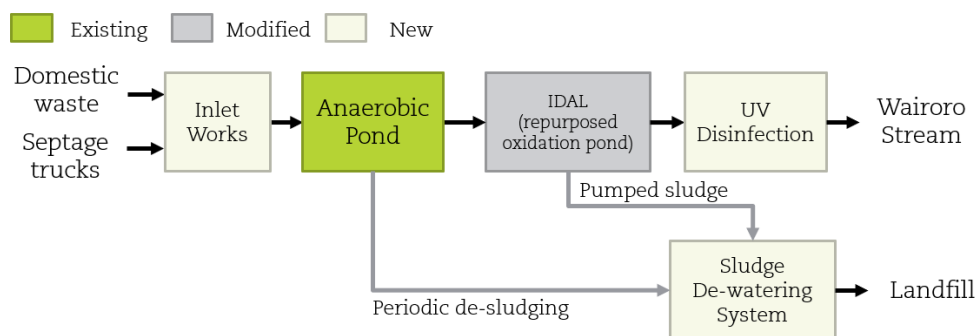 Existing
Modified
New
Domestic
waste
Septage
trucks
Inlet
Works
Anaerobic
Pond
IDAL
(repurposed
oxidation pond)
UV
Disinfection
Wairoro
Stream
Pumped sludge
Periodic de-sludging
Sludge
De-watering
System
Landfill